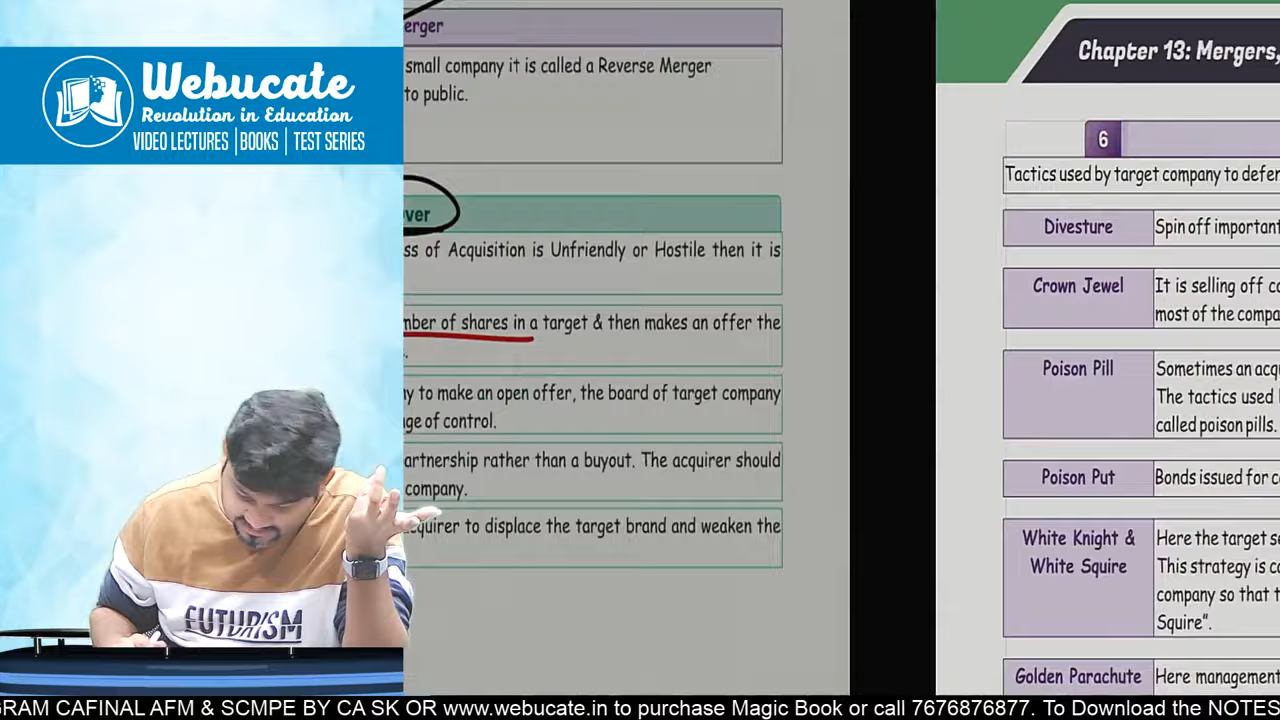 Webucate
Revolution in Education
VIDEO LECTURES | BOOKS | TEST SERIES
erger
small company it is called a Reverse Merger
to public.
ver
ss of Acquisition is Unfriendly or Hostile then it is
mber of shares in a target & then makes an offer the
y to make an open offer, the board of target company
ge of control.
artnership rather than a buyout. The acquirer should
company.
cquirer to displace the target brand and weaken the
FUTURISM
Chapter 13: Mergers,
6
Tactics used by target company to defen
Divesture
Spin off important
Crown Jewel
It is selling off co
most of the compa
Poison Pill
Sometimes an acqu
The tactics used
called poison pills.
Poison Put
Bonds issued for c
White Knight &
White Squire
Here the target se
This strategy is co
company so that t
Squire".
Golden Parachute
Here management
GRAM CAFINAL AFM & SCMPE BY CA SK OR www.webucate.in to purchase Magic Book or call 7676876877. To Download the NOTES